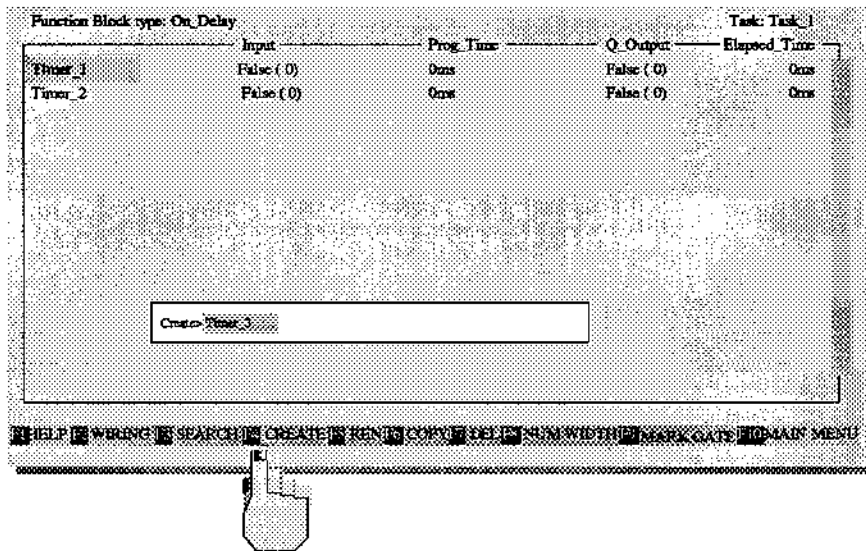 Function Block type: On_Delay Task: Task_1
Input Prog_Time Q_Output Elapsed_Time
Timer_1 False ( 0) 0ms False ( 0) 0ms
Timer_2 False ( 0) 0ms False ( 0) 0ms
Create> Timer_3
HELP WIRING SEARCH CREATE REN COPY DEL NUM WIDTH MARK GATE MAIN MENU